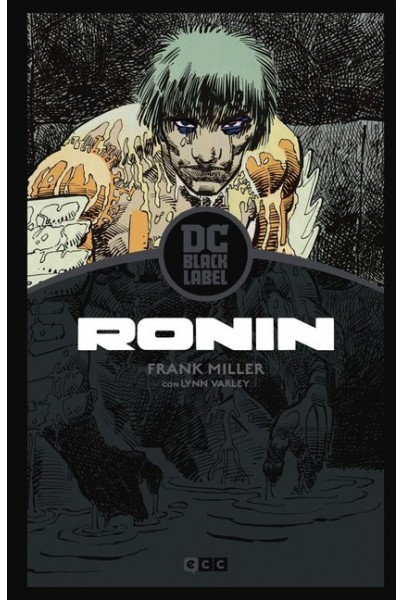 DC
BLACK
LABEL
RONIN
FRANK MILLER
CON LYNN VARLEY
ecc